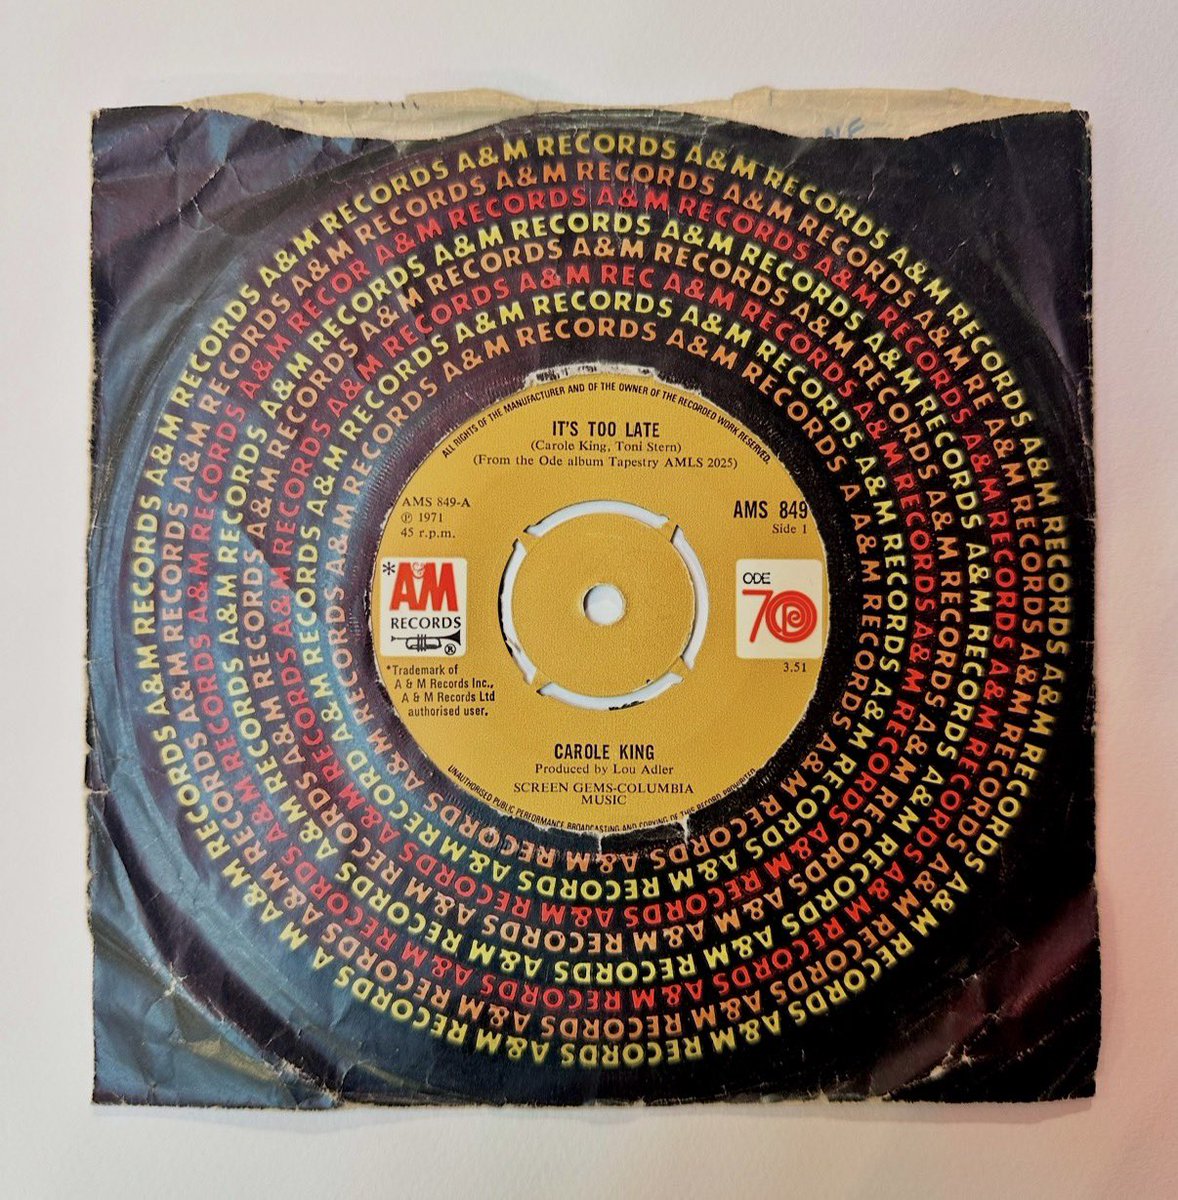 A&M RECORDS A&M RECORDS A&M RECORDS A&M RECORDS A&M RECORDS
ALL RIGHTS OF THE MANUFACTURER AND OF THE OWNER OF THE RECORDED WORK RESERVED.
IT'S TOO LATE
(Carole King, Toni Stern)
(From the Ode album Tapestry AMLS 2025)
AMS 849-A
℗ 1971
45 r.p.m.
AMS 849
Side 1
*A&M
RECORDS
®
ODE
70
*Trademark of
A & M Records Inc.,
A & M Records Ltd
authorised user.
3.51
CAROLE KING
Produced by Lou Adler
SCREEN GEMS-COLUMBIA
MUSIC
UNAUTHORISED PUBLIC PERFORMANCE BROADCASTING AND COPYING OF THIS RECORD PROHIBITED